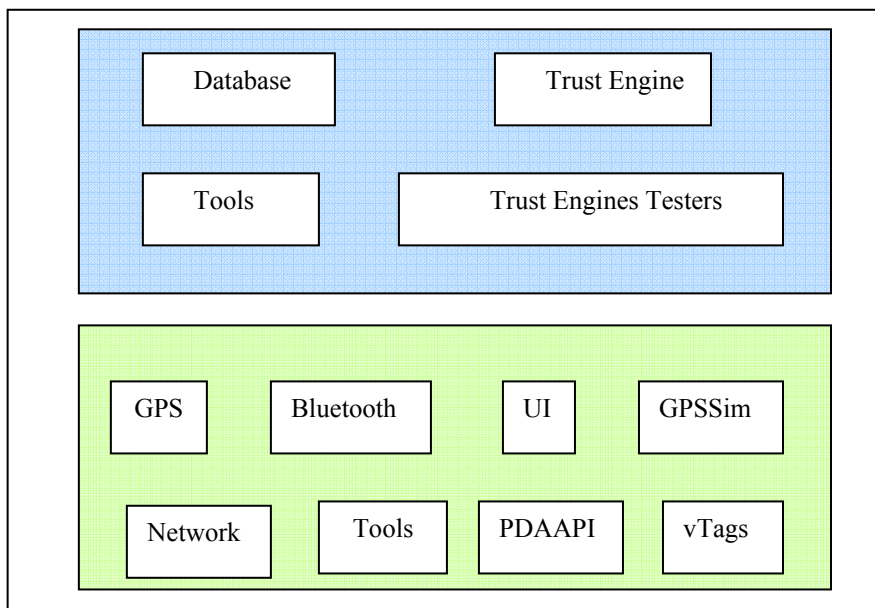 Database
Trust Engine
Tools
Trust Engines Testers
GPS
Bluetooth
UI
GPSSim
Network
Tools
PDAAPI
vTags